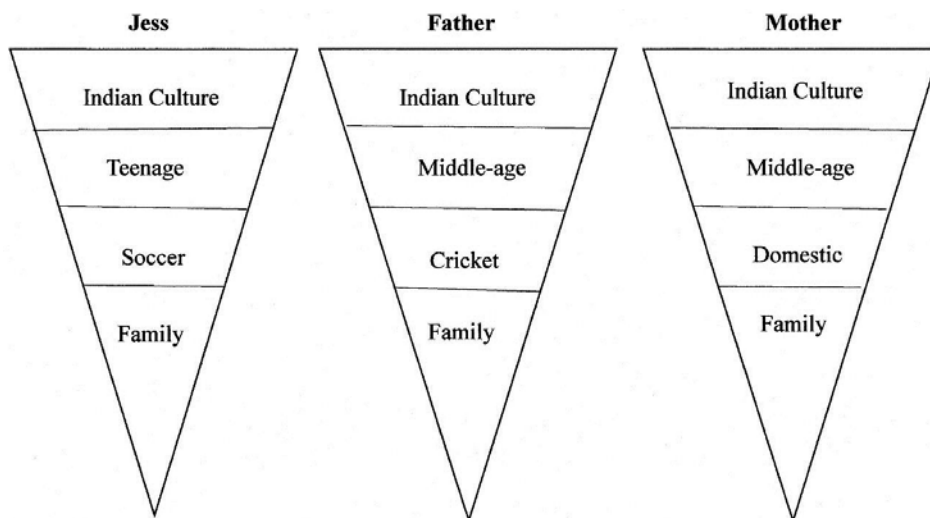 Jess Father Mother
Indian Culture Indian Culture Indian Culture
Teenage Middle-age Middle-age
Soccer Cricket Domestic
Family Family Family